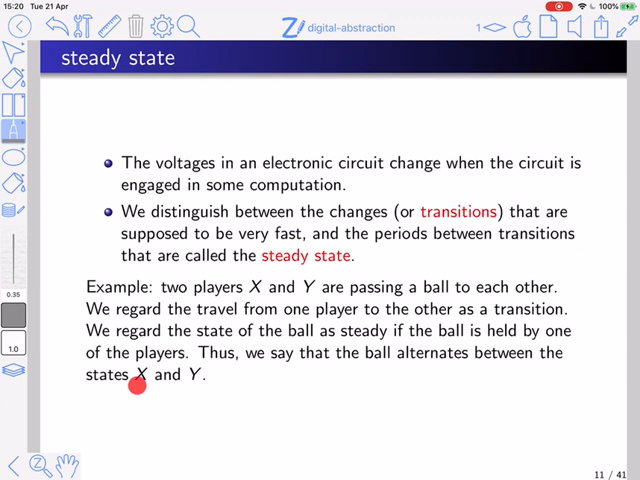 15:20 Tue 21 Apr
100%
digital-abstraction
1
steady state
The voltages in an electronic circuit change when the circuit is
engaged in some computation.
We distinguish between the changes (or transitions) that are
supposed to be very fast, and the periods between transitions
that are called the steady state.
Example: two players X and Y are passing a ball to each other.
We regard the travel from one player to the other as a transition.
We regard the state of the ball as steady if the ball is held by one
of the players. Thus, we say that the ball alternates between the
states X and Y.
0.35
1.0
11 / 41